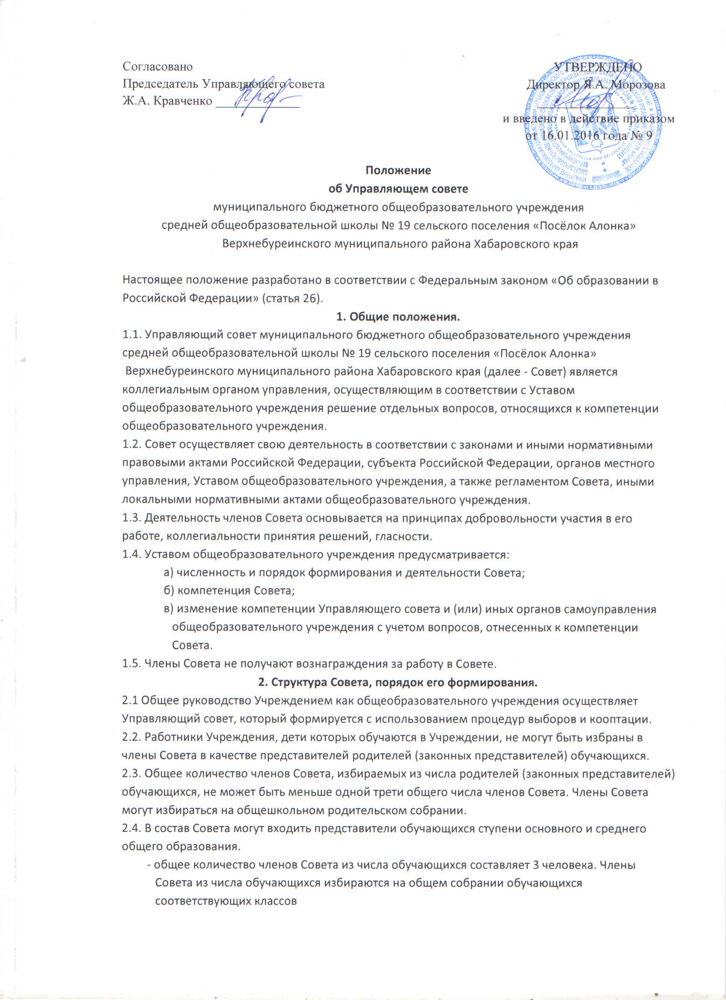 Согласовано
Председатель Управляющего совета
Ж.А. Кравченко
УТВЕРЖДЕНО
Директор Я.А. Морозова
и введено в действие приказом
от 16.01.2016 года № 9
Положение
об Управляющем совете
муниципального бюджетного общеобразовательного учреждения
средней общеобразовательной школы № 19 сельского поселения «Посёлок Алонка»
Верхнебуреинского муниципального района Хабаровского края
Настоящее положение разработано в соответствии с Федеральным законом «Об образовании в
Российской Федерации» (статья 26).
1. Общие положения.
1.1. Управляющий совет муниципального бюджетного общеобразовательного учреждения
средней общеобразовательной школы № 19 сельского поселения «Посёлок Алонка»
Верхнебуреинского муниципального района Хабаровского края (далее - Совет) является
коллегиальным органом управления, осуществляющим в соответствии с Уставом
общеобразовательного учреждения решение отдельных вопросов, относящихся к компетенции
общеобразовательного учреждения.
1.2. Совет осуществляет свою деятельность в соответствии с законами и иными нормативными
правовыми актами Российской Федерации, субъекта Российской Федерации, органов местного
управления, Уставом общеобразовательного учреждения, а также регламентом Совета, иными
локальными нормативными актами общеобразовательного учреждения.
1.3. Деятельность членов Совета основывается на принципах добровольности участия в его
работе, коллегиальности принятия решений, гласности.
1.4. Уставом общеобразовательного учреждения предусматривается:
а) численность и порядок формирования и деятельности Совета;
б) компетенция Совета;
в) изменение компетенции Управляющего совета и (или) иных органов самоуправления
общеобразовательного учреждения с учетом вопросов, отнесенных к компетенции
Совета.
1.5. Члены Совета не получают вознаграждения за работу в Совете.
2. Структура Совета, порядок его формирования.
2.1 Общее руководство Учреждением как общеобразовательного учреждения осуществляет
Управляющий совет, который формируется с использованием процедур выборов и кооптации.
2.2. Работники Учреждения, дети которых обучаются в Учреждении, не могут быть избраны в
члены Совета в качестве представителей родителей (законных представителей) обучающихся.
2.3. Общее количество членов Совета, избираемых из числа родителей (законных представителей)
обучающихся, не может быть меньше одной трети общего числа членов Совета. Члены Совета
могут избираться на общешкольном родительском собрании.
2.4. В состав Совета могут входить представители обучающихся ступени основного и среднего
общего образования.
- общее количество членов Совета из числа обучающихся составляет 3 человека. Члены
Совета из числа обучающихся избираются на общем собрании обучающихся
соответствующих классов